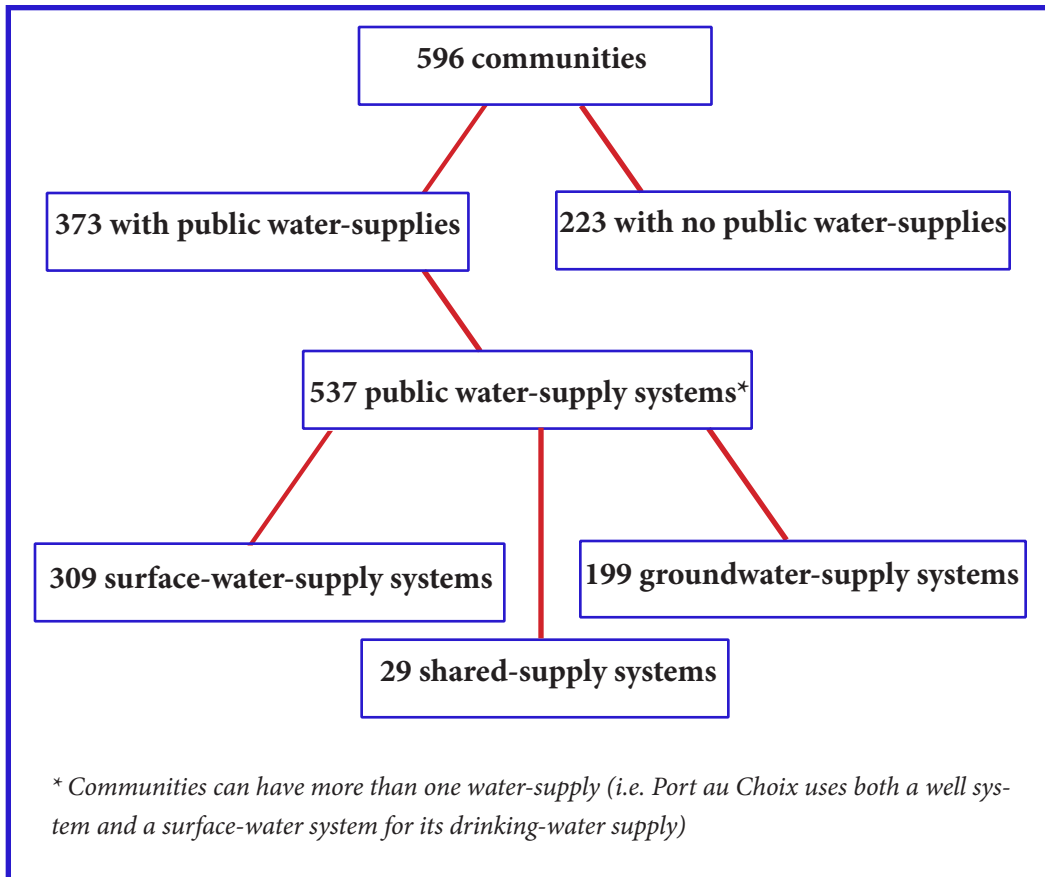 596 communities
373 with public water-supplies
223 with no public water-supplies
537 public water-supply systems*
309 surface-water-supply systems
199 groundwater-supply systems
29 shared-supply systems
* Communities can have more than one water-supply (i.e. Port au Choix uses both a well sys-
tem and a surface-water system for its drinking-water supply)